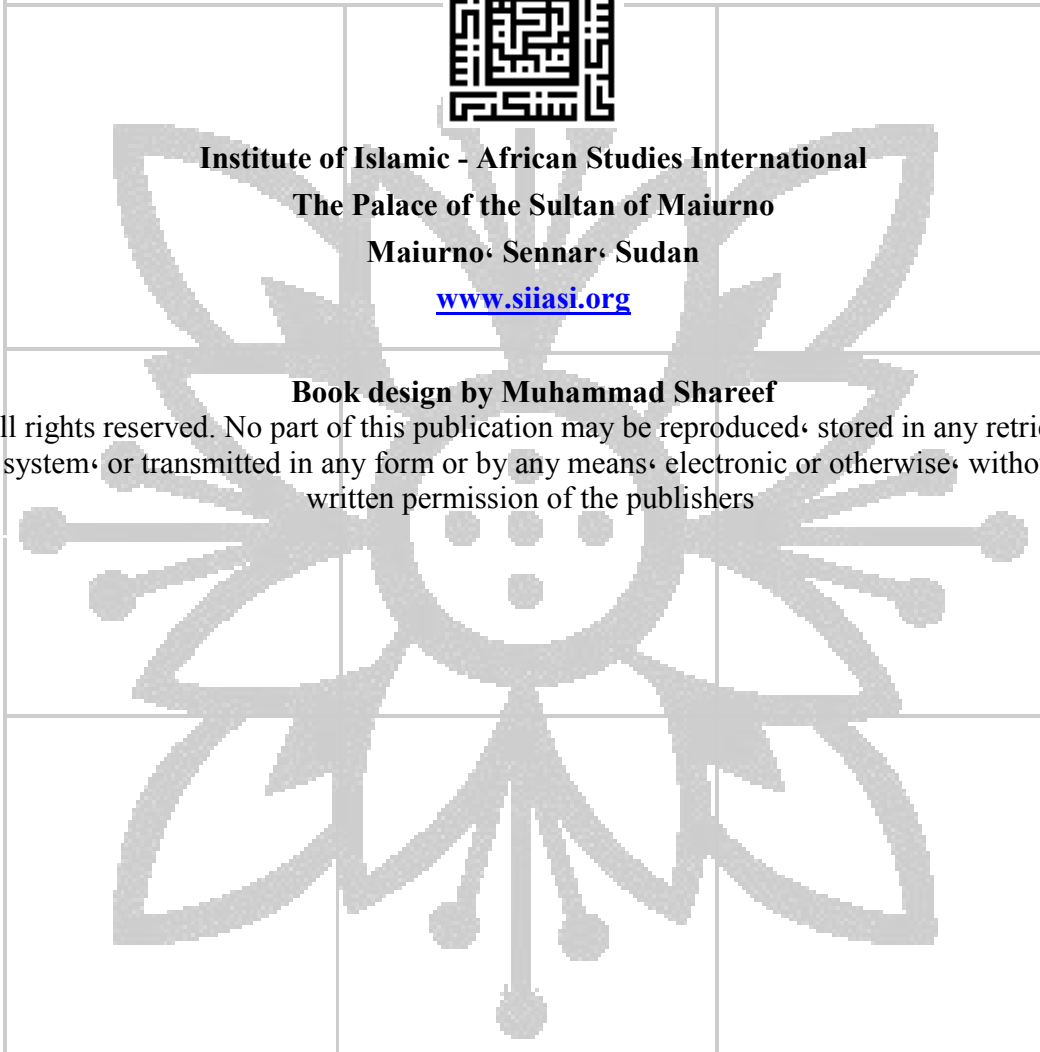 Institute of Islamic - African Studies International
The Palace of the Sultan of Maiurno
Maiurno، Sennar، Sudan
www.siiasi.org
Book design by Muhammad Shareef
ll rights reserved. No part of this publication may be reproduced، stored in any retri
system، or transmitted in any form or by any means، electronic or otherwise، witho
written permission of the publishers